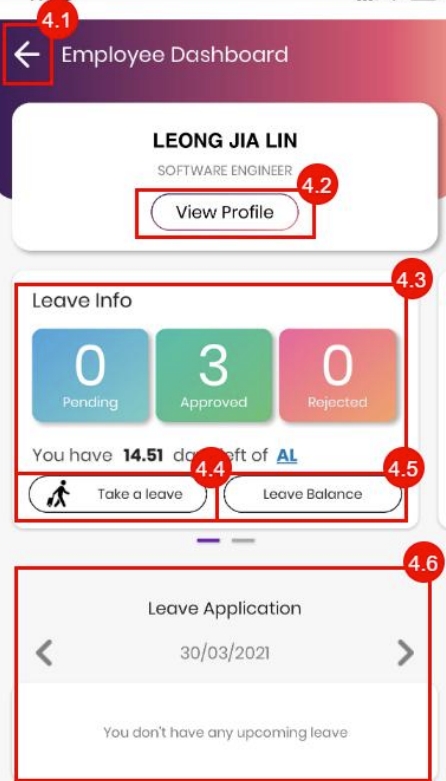 4.1
Employee Dashboard
LEONG JIA LIN
SOFTWARE ENGINEER
4.2
View Profile
4.3
Leave Info
0 3 0
Pending Approved Rejected
You have 14.51 left of AL
4.4 4.5
Take a leave Leave Balance
4.6
Leave Application
30/03/2021
You don't have any upcoming leave